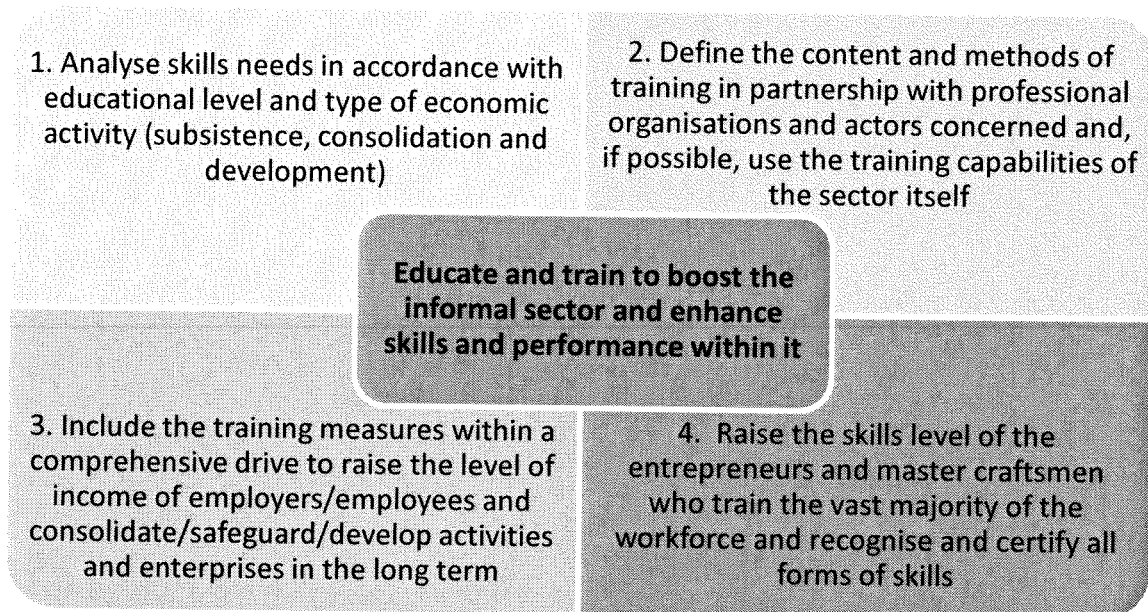 1. Analyse skills needs in accordance with
educational level and type of economic
activity (subsistence, consolidation and
development)
2. Define the content and methods of
training in partnership with professional
organisations and actors concerned and,
if possible, use the training capabilities of
the sector itself
Educate and train to boost the
informal sector and enhance
skills and performance within it
3. Include the training measures within a
comprehensive drive to raise the level of
income of employers/employees and
consolidate/safeguard/develop activities
and enterprises in the long term
4. Raise the skills level of the
entrepreneurs and master craftsmen
who train the vast majority of the
workforce and recognise and certify all
forms of skills